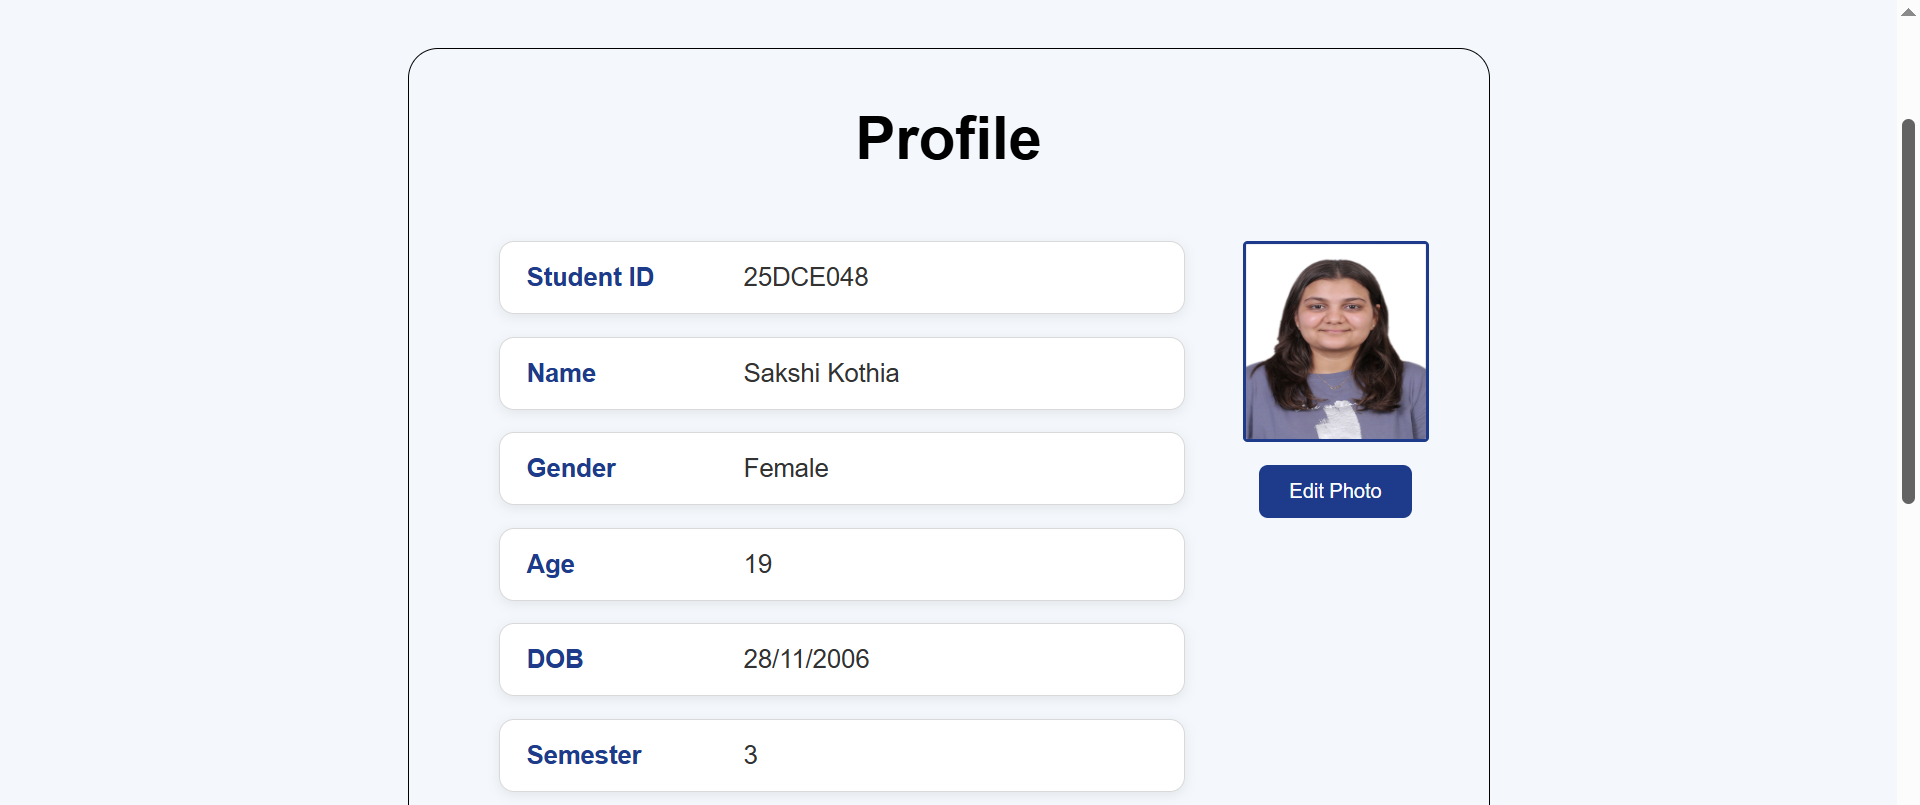 Profile
Student ID 25DCE048
Name Sakshi Kothia
Gender Female
Age 19
DOB 28/11/2006
Semester 3
Edit Photo